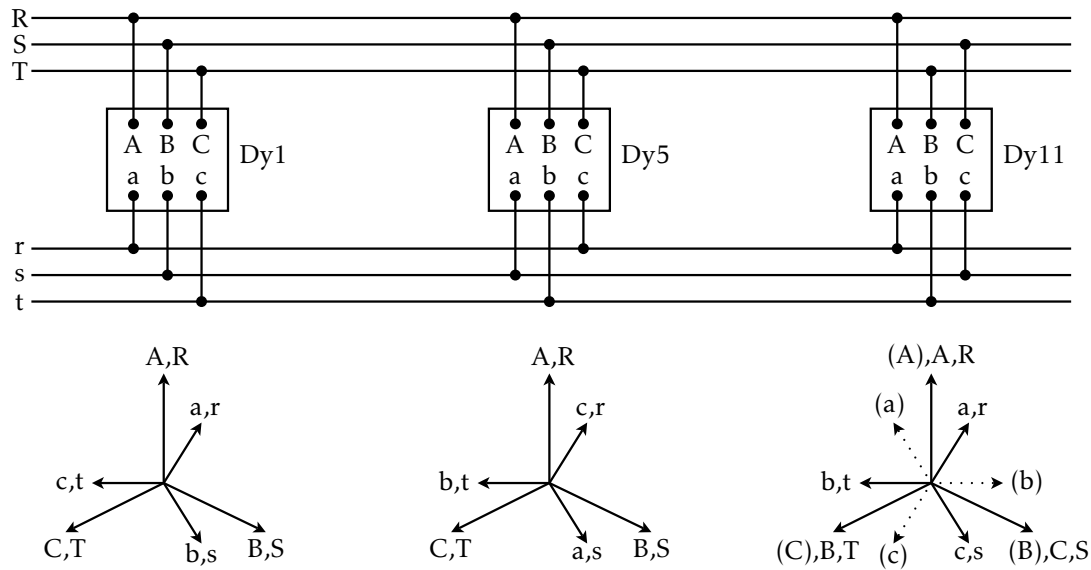 R
S
T
A B C
a b c
Dy1
A B C
a b c
Dy5
A B C
a b c
Dy11
r
s
t
A,R
a,r
c,t
C,T
b,s
B,S
A,R
c,r
b,t
C,T
a,s
B,S
(A),A,R
(a)
a,r
b,t
(b)
(C),B,T
(c)
c,s
(B),C,S